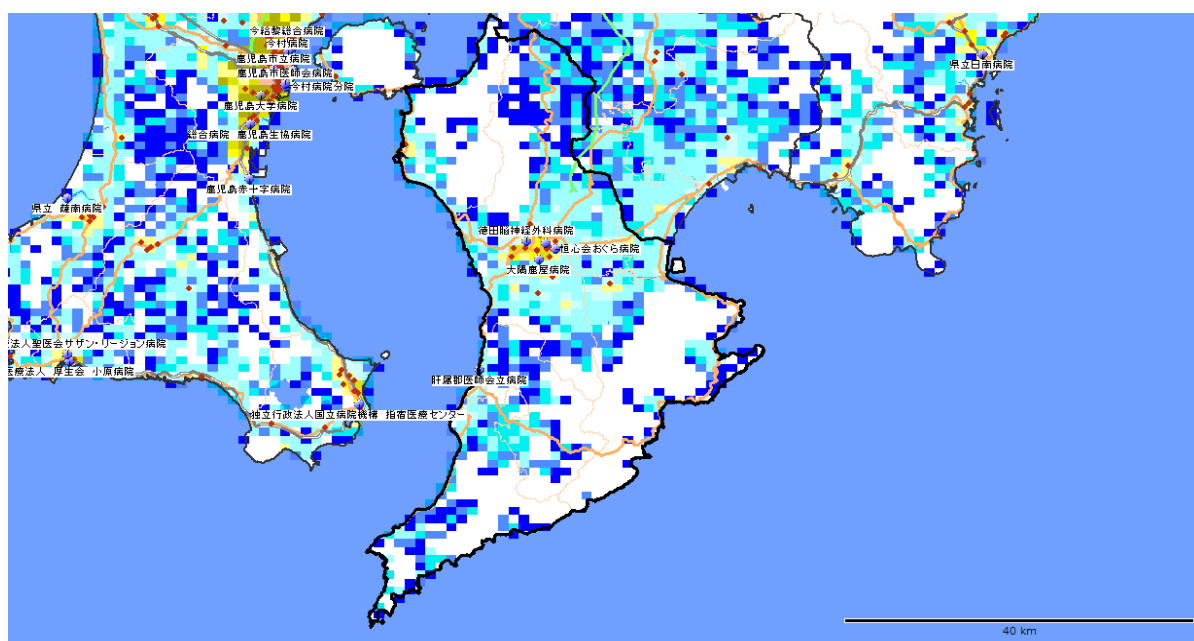 今給黎総合病院
今村病院
鹿児島市立病院
鹿児島市医師会病院
今村病院分院
鹿児島大学病院
総合病院 鹿児島生協病院
鹿児島赤十字病院
県立日南病院
県立 薩南病院
徳田脳神経外科病院
恒心会おぐら病院
大隅鹿屋病院
法人聖医会サザン・リージョン病院
医療法人 厚生会 小原病院
肝属郡医師会立病院
独立行政法人国立病院機構 指宿医療センター
40 km